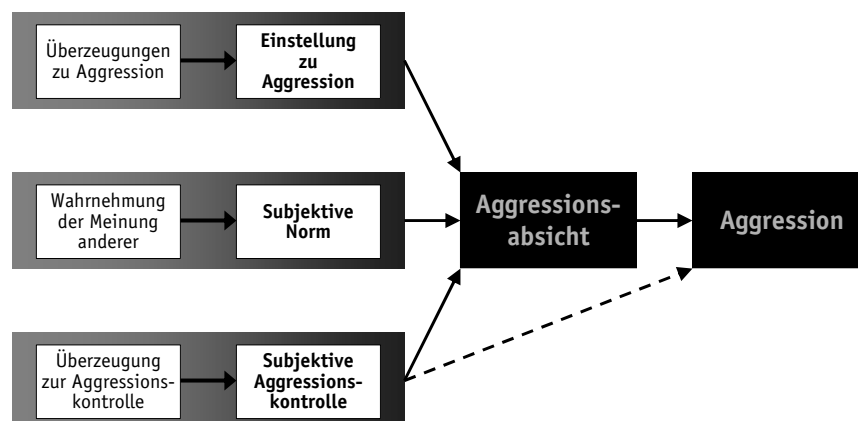 Überzeugungen
zu Aggression
Einstellung
zu
Aggression
Wahrnehmung
der Meinung
anderer
Subjektive
Norm
Aggressions-
absicht
Aggression
Überzeugung
zur Aggressions-
kontrolle
Subjektive
Aggressions-
kontrolle